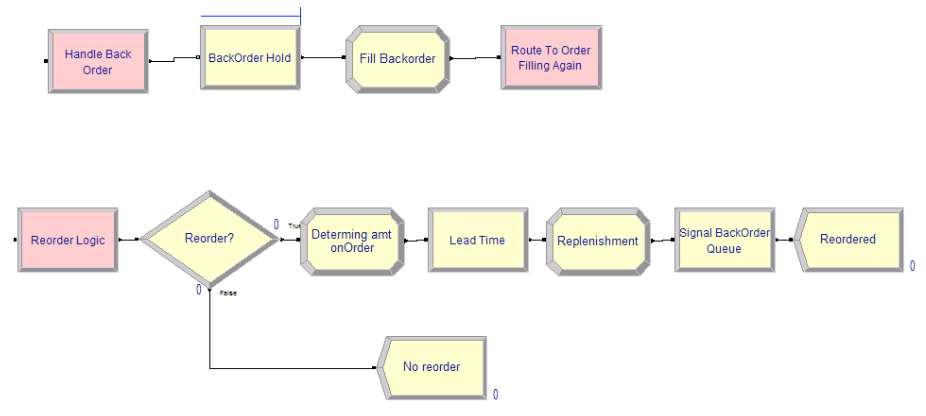 Handle Back
Order
BackOrder Hold
Fill Backorder
Route To Order
Filling Again
Reorder Logic
Reorder?
0
True
0
False
Determing amt
onOrder
Lead Time
Replenishment
Signal BackOrder
Queue
Reordered
0
No reorder
0